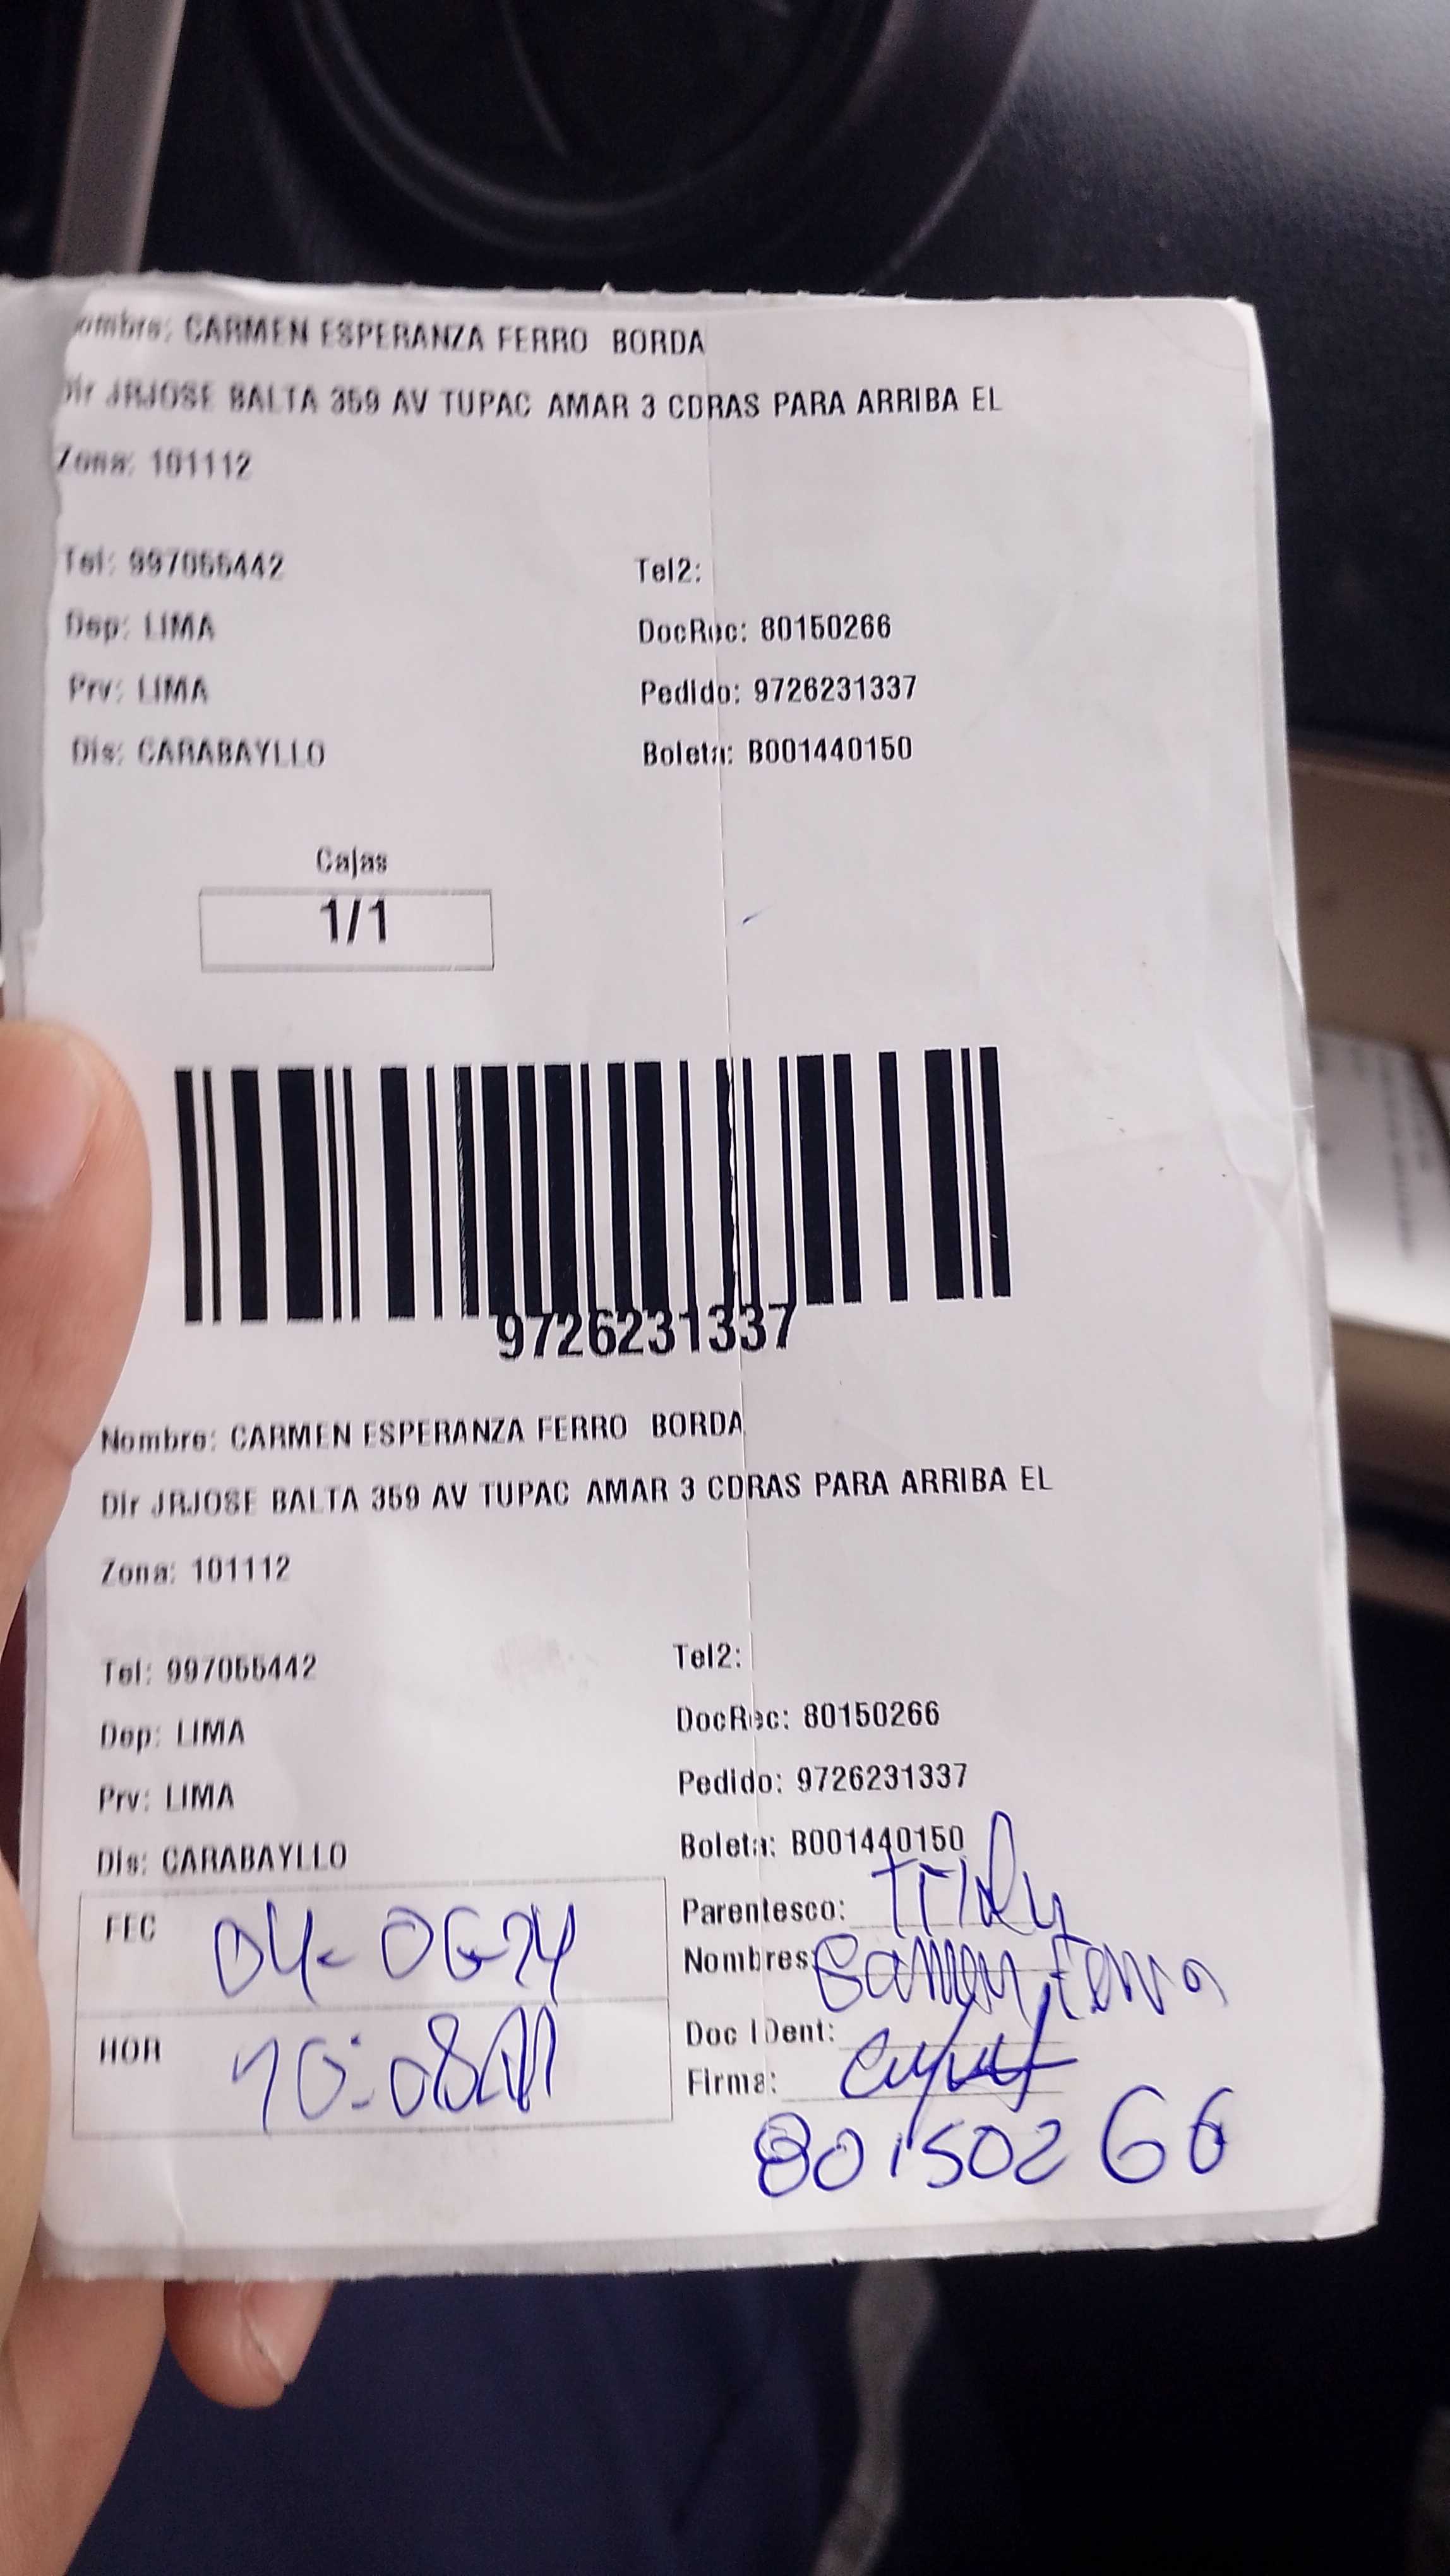 ombre: CARMEN ESPERANZA FERRO BORDA
Dir JRJOSE BALTA 359 AV TUPAC AMAR 3 CDRAS PARA ARRIBA EL
Zona: 101112
Tel: 997055442 Tel2:
Dep: LIMA DocRec: 80150266
Prv: LIMA Pedido: 9726231337
Dis: CARABAYLLO Boleta: B001440150
Cajas
1/1
9726231337
Nombre: CARMEN ESPERANZA FERRO BORDA
Dir JRJOSE BALTA 359 AV TUPAC AMAR 3 CDRAS PARA ARRIBA EL
Zona: 101112
Tel: 997055442 Tel2:
Dep: LIMA DocRec: 80150266
Prv: LIMA Pedido: 9726231337
Dis: CARABAYLLO Boleta: B001440150
FEC 04-06-24 Parentesco:
Nombres: Carmen Ferro
HOR 10:08AM Doc IDent:
Firma:
80150266